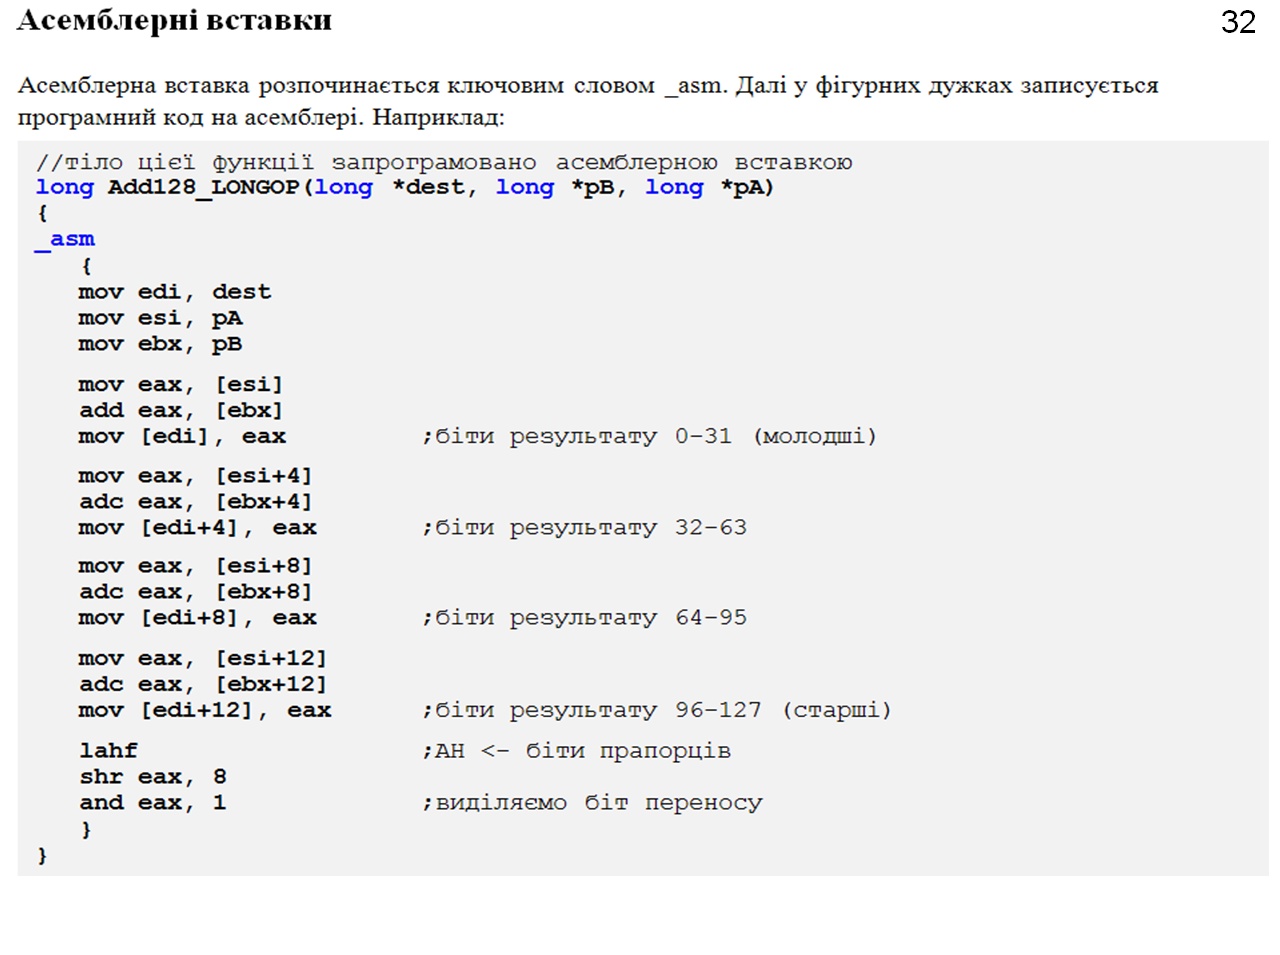 Асемблерні вставки
32
Асемблерна вставка розпочинається ключовим словом _asm. Далі у фігурних дужках записується
програмний код на асемблері. Наприклад:
//тіло цієї функції запрограмовано асемблерною вставкою
long Add128_LONGOP(long *dest, long *pB, long *pA)
{
_asm
{
mov edi, dest
mov esi, pA
mov ebx, pB
mov eax, [esi]
add eax, [ebx]
mov [edi], eax ;біти результату 0-31 (молодші)
mov eax, [esi+4]
adc eax, [ebx+4]
mov [edi+4], eax ;біти результату 32-63
mov eax, [esi+8]
adc eax, [ebx+8]
mov [edi+8], eax ;біти результату 64-95
mov eax, [esi+12]
adc eax, [ebx+12]
mov [edi+12], eax ;біти результату 96-127 (старші)
lahf ;AH <- біти прапорців
shr eax, 8
and eax, 1 ;виділяємо біт переносу
}
}